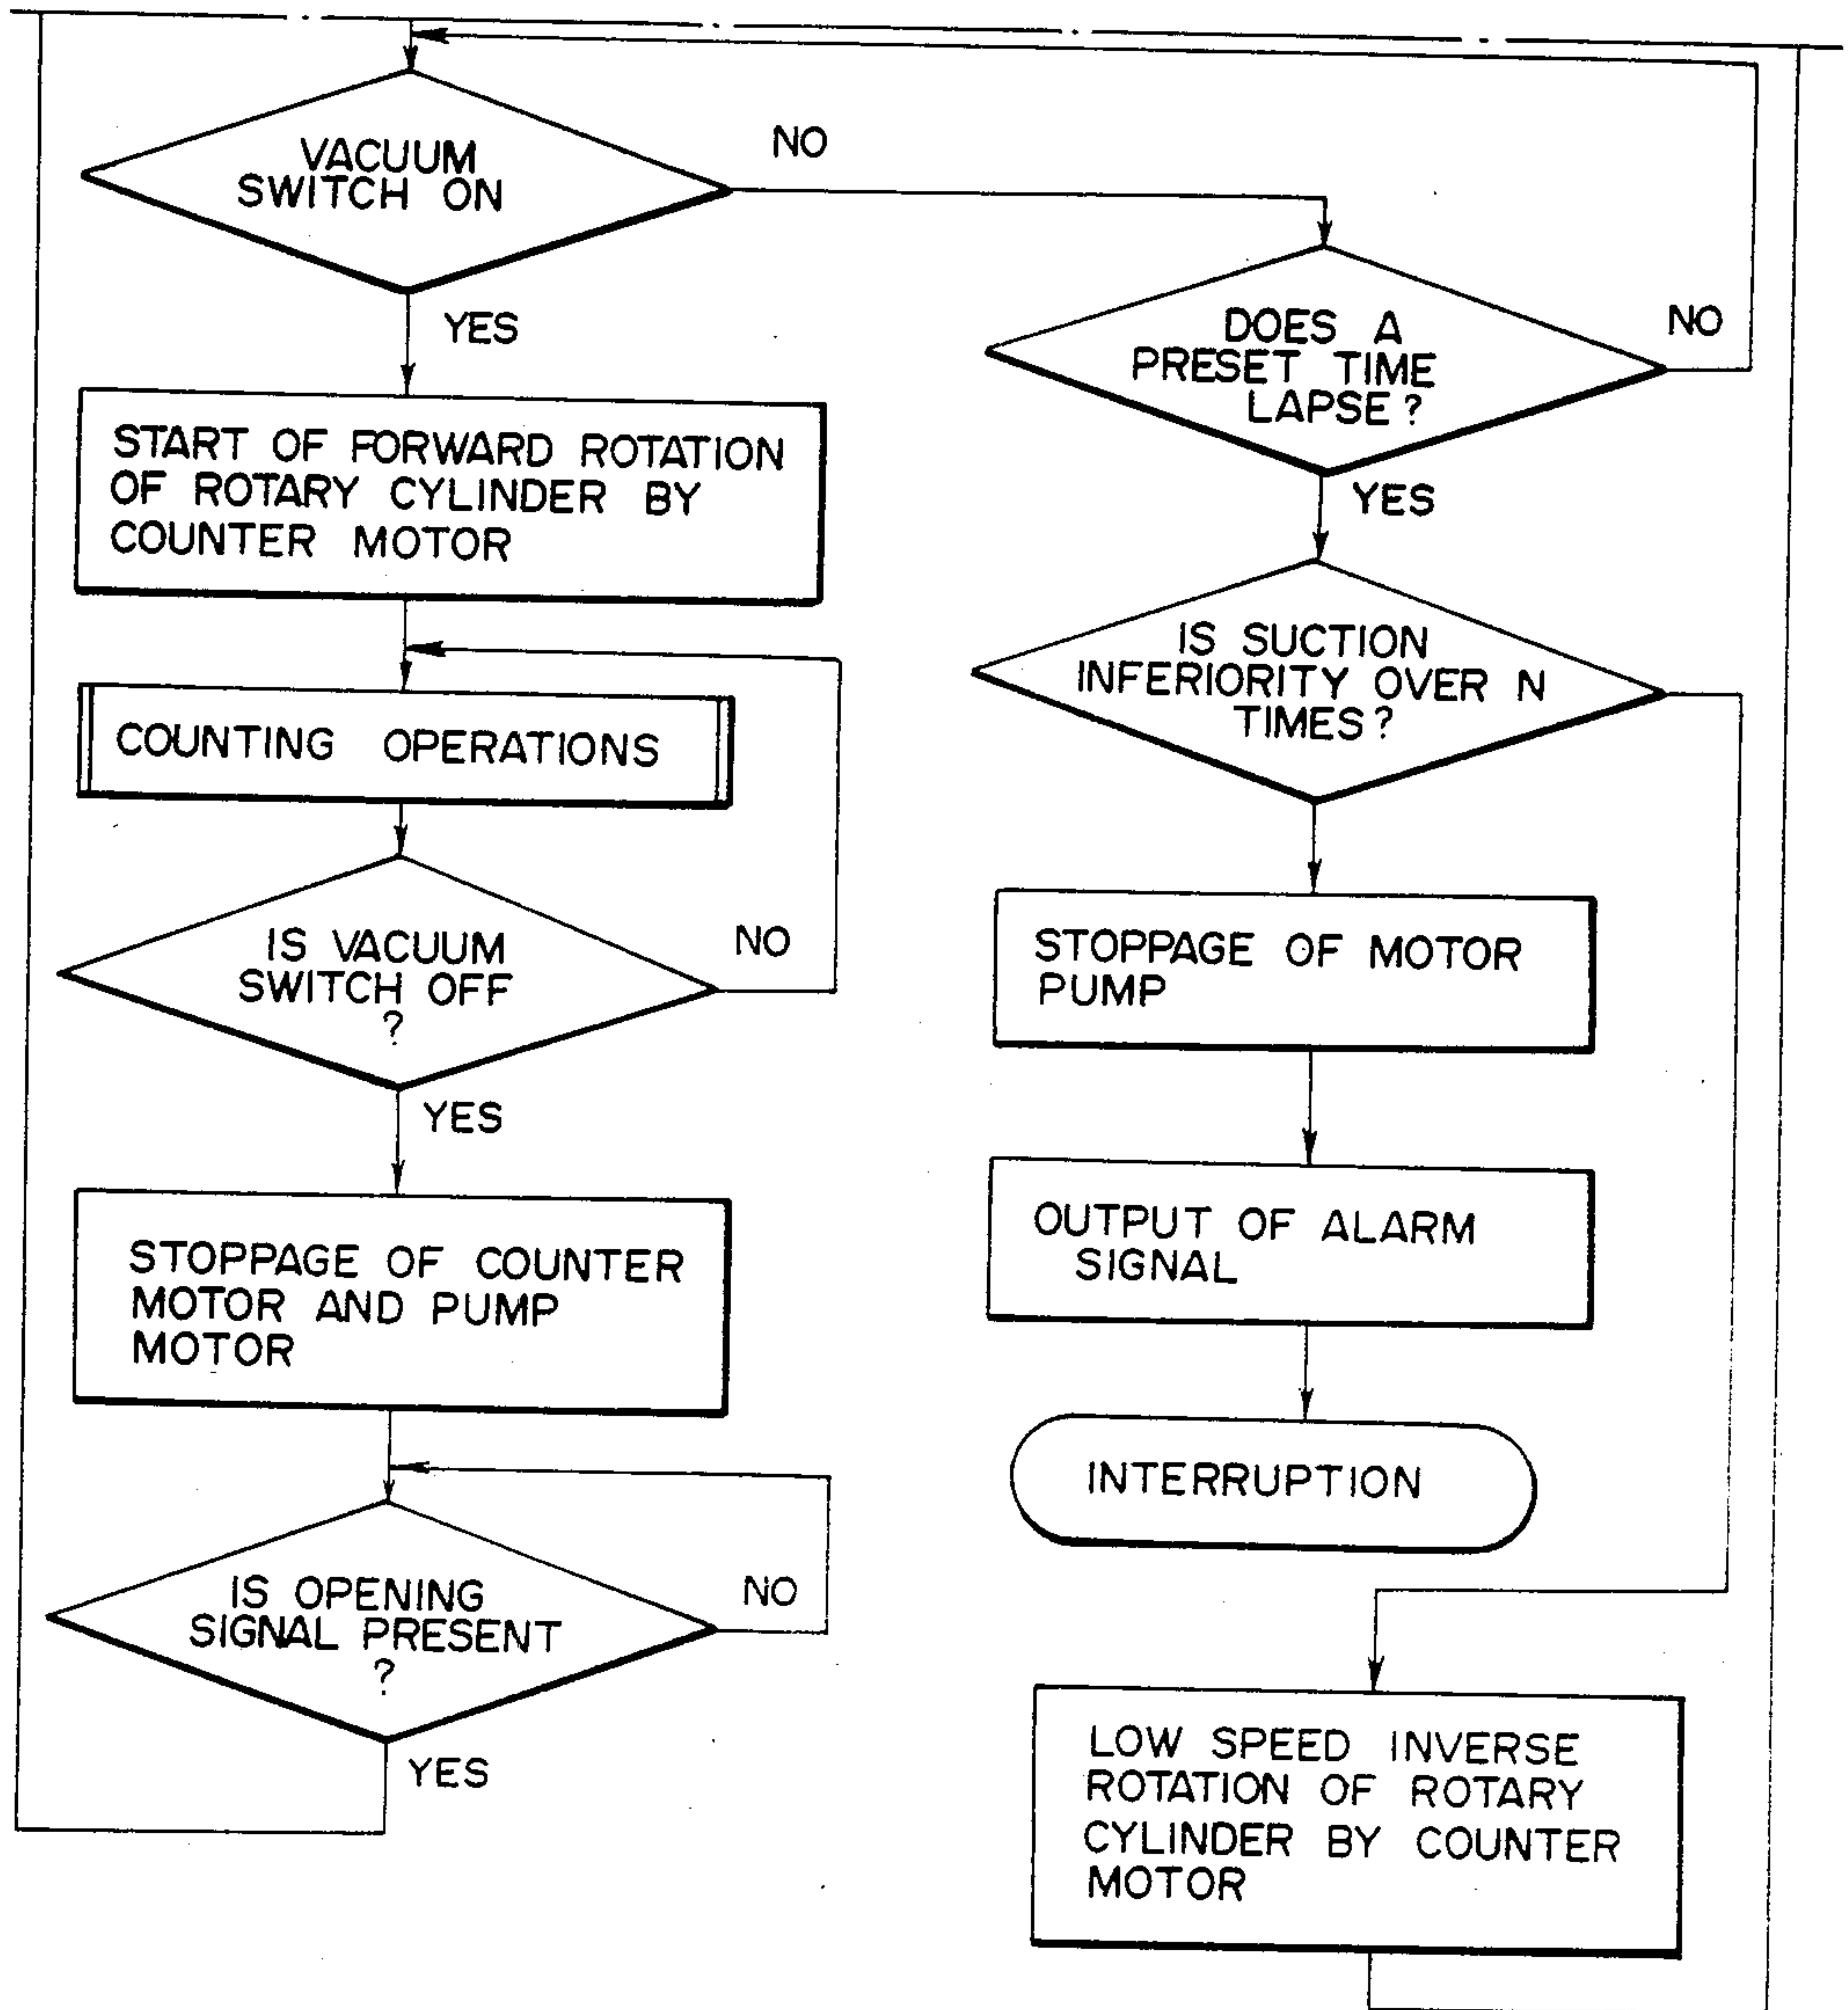 VACUUM
SWITCH ON
NO
YES
START OF FORWARD ROTATION
OF ROTARY CYLINDER BY
COUNTER MOTOR
COUNTING OPERATIONS
IS VACUUM
SWITCH OFF
?
NO
YES
STOPPAGE OF COUNTER
MOTOR AND PUMP
MOTOR
IS OPENING
SIGNAL PRESENT
?
NO
YES
DOES A
PRESET TIME
LAPSE?
NO
YES
IS SUCTION
INFERIORITY OVER N
TIMES?
STOPPAGE OF MOTOR
PUMP
OUTPUT OF ALARM
SIGNAL
INTERRUPTION
LOW SPEED INVERSE
ROTATION OF ROTARY
CYLINDER BY COUNTER
MOTOR